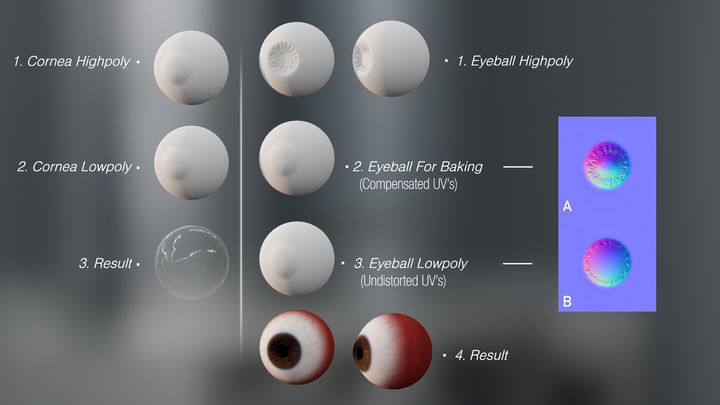 1. Cornea Highpoly
1. Eyeball Highpoly
2. Cornea Lowpoly
2. Eyeball For Baking
(Compensated UV's)
A
3. Result
3. Eyeball Lowpoly
(Undistorted UV's)
B
4. Result